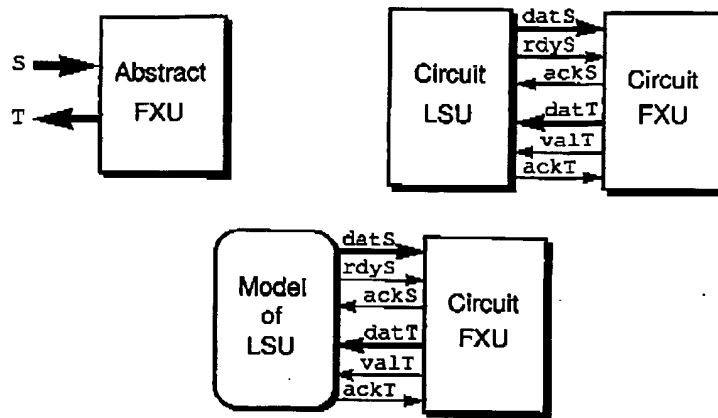 S
T
Abstract
FXU
Circuit
LSU
datS
rdyS
ackS
datT
valT
ackT
Circuit
FXU
Model
of
LSU
datS
rdyS
ackS
datT
valT
ackT
Circuit
FXU